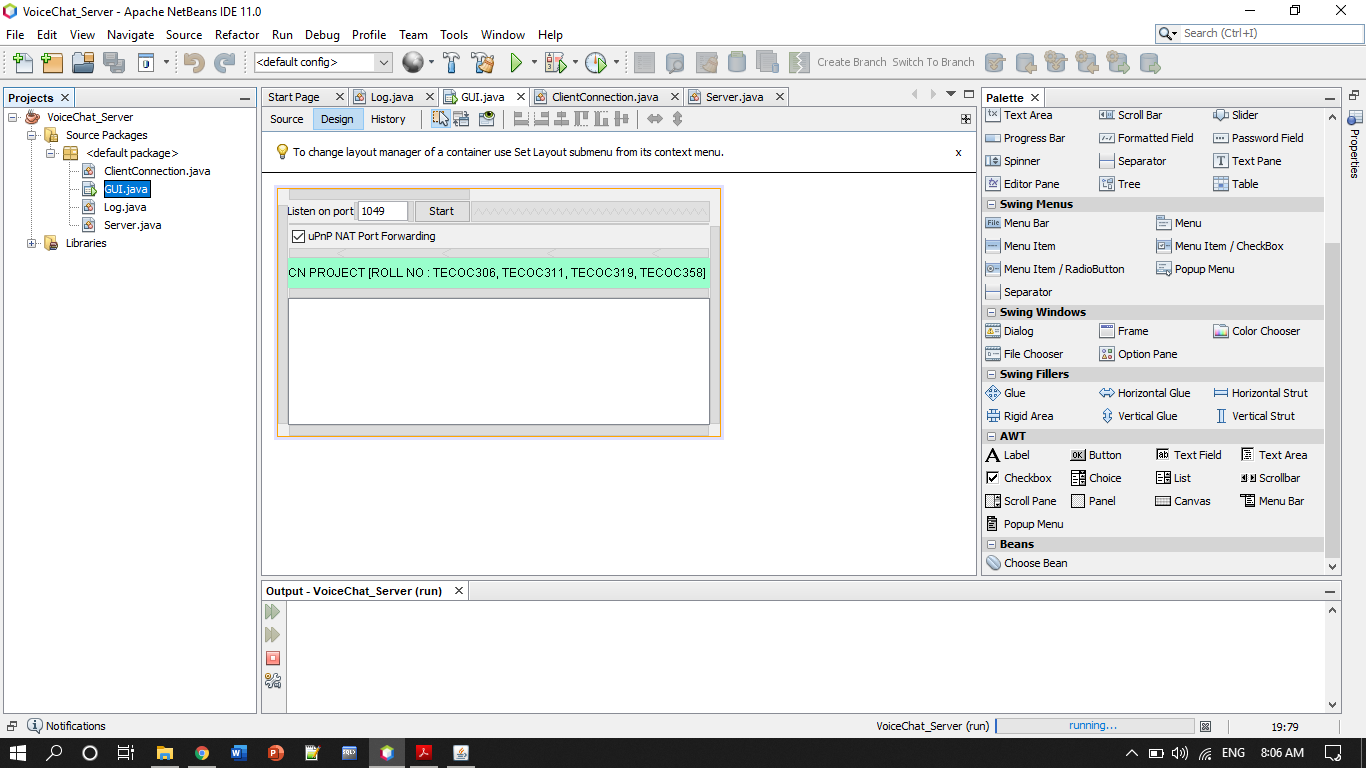 VoiceChat_Server - Apache NetBeans IDE 11.0
File Edit View Navigate Source Refactor Run Debug Profile Team Tools Window Help
Search (Ctrl+I)
<default config>
Create Branch Switch To Branch
Projects
VoiceChat_Server
Source Packages
<default package>
ClientConnection.java
GUI.java
Log.java
Server.java
Libraries
Start Page Log.java GUI.java ClientConnection.java Server.java
Source Design History
To change layout manager of a container use Set Layout submenu from its context menu. x
Listen on port 1049 Start
uPnP NAT Port Forwarding
CN PROJECT [ROLL NO : TECOC306, TECOC311, TECOC319, TECOC358]
Palette
Text Area Scroll Bar Slider
Progress Bar Formatted Field Password Field
Spinner Separator Text Pane
Editor Pane Tree Table
Swing Menus
Menu Bar Menu
Menu Item Menu Item / CheckBox
Menu Item / RadioButton Popup Menu
Separator
Swing Windows
Dialog Frame Color Chooser
File Chooser Option Pane
Swing Fillers
Glue Horizontal Glue Horizontal Strut
Rigid Area Vertical Glue Vertical Strut
AWT
Label Button Text Field Text Area
Checkbox Choice List Scrollbar
Scroll Pane Panel Canvas Menu Bar
Popup Menu
Beans
Choose Bean
Properties
Output - VoiceChat_Server (run)
Notifications
VoiceChat_Server (run) running... 19:79
ENG 8:06 AM